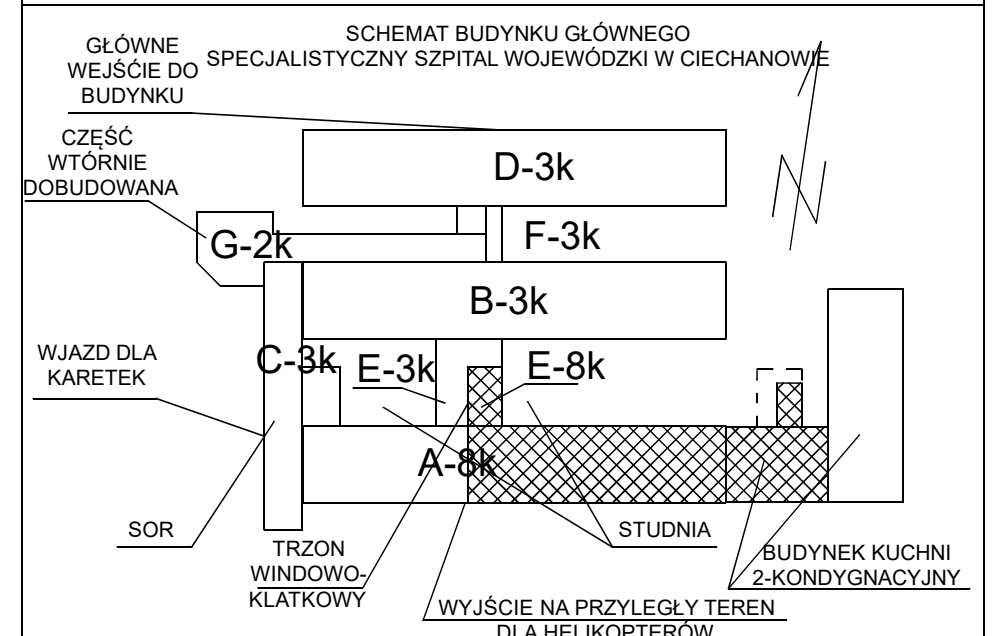 SCHEMAT BUDYNKU GŁÓWNEGO
SPECJALISTYCZNY SZPITAL WOJEWÓDZKI W CIECHANOWIE
GŁÓWNE
WEJŚĆIE DO
BUDYNKU
CZĘŚĆ
WTÓRNIE
DOBUDOWANA
D-3k
G-2k
F-3k
B-3k
WJAZD DLA
KARETEK
C-3k
E-3k
E-8k
A-8k
SOR
TRZON
WINDOWO-
KLATKOWY
STUDNIA
BUDYNEK KUCHNI
2-KONDYGNACYJNY
WYJŚCIE NA PRZYLEGŁY TEREN
DLA HELIKOPTERÓW